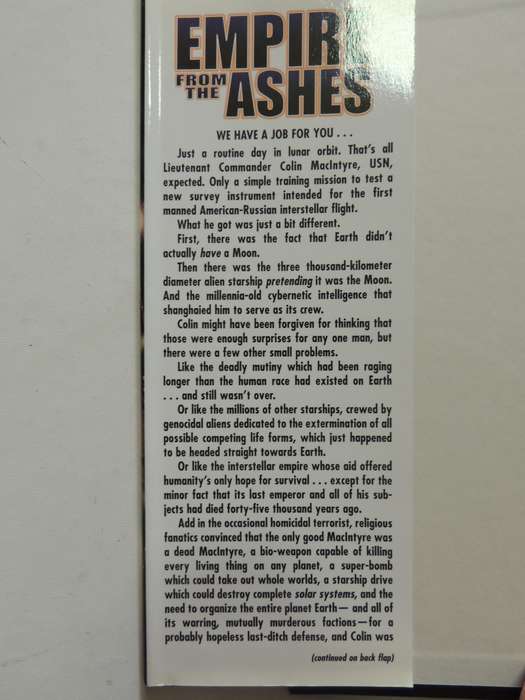 EMPIR
FROM
THE
ASHES
WE HAVE A JOB FOR YOU . . .
Just a routine day in lunar orbit. That's all
Lieutenant Commander Colin MacIntyre, USN,
expected. Only a simple training mission to test a
new survey instrument intended for the first
manned American-Russian interstellar flight.
What he got was just a bit different.
First, there was the fact that Earth didn't
actually have a Moon.
Then there was the three thousand-kilometer
diameter alien starship pretending it was the Moon.
And the millennia-old cybernetic intelligence that
shanghaied him to serve as its crew.
Colin might have been forgiven for thinking that
those were enough surprises for any one man, but
there were a few other small problems.
Like the deadly mutiny which had been raging
longer than the human race had existed on Earth
. . . and still wasn't over.
Or like the millions of other starships, crewed by
genocidal aliens dedicated to the extermination of all
possible competing life forms, which just happened
to be headed straight towards Earth.
Or like the interstellar empire whose aid offered
humanity's only hope for survival . . . except for the
minor fact that its last emperor and all of his sub-
jects had died forty-five thousand years ago.
Add in the occasional homicidal terrorist, religious
fanatics convinced that the only good MacIntyre was
a dead MacIntyre, a bio-weapon capable of killing
every living thing on any planet, a super-bomb
which could take out whole worlds, a starship drive
which could destroy complete solar systems, and the
need to organize the entire planet Earth— and all of
its warring, mutually murderous factions—for a
probably hopeless last-ditch defense, and Colin was
(continued on back flap)